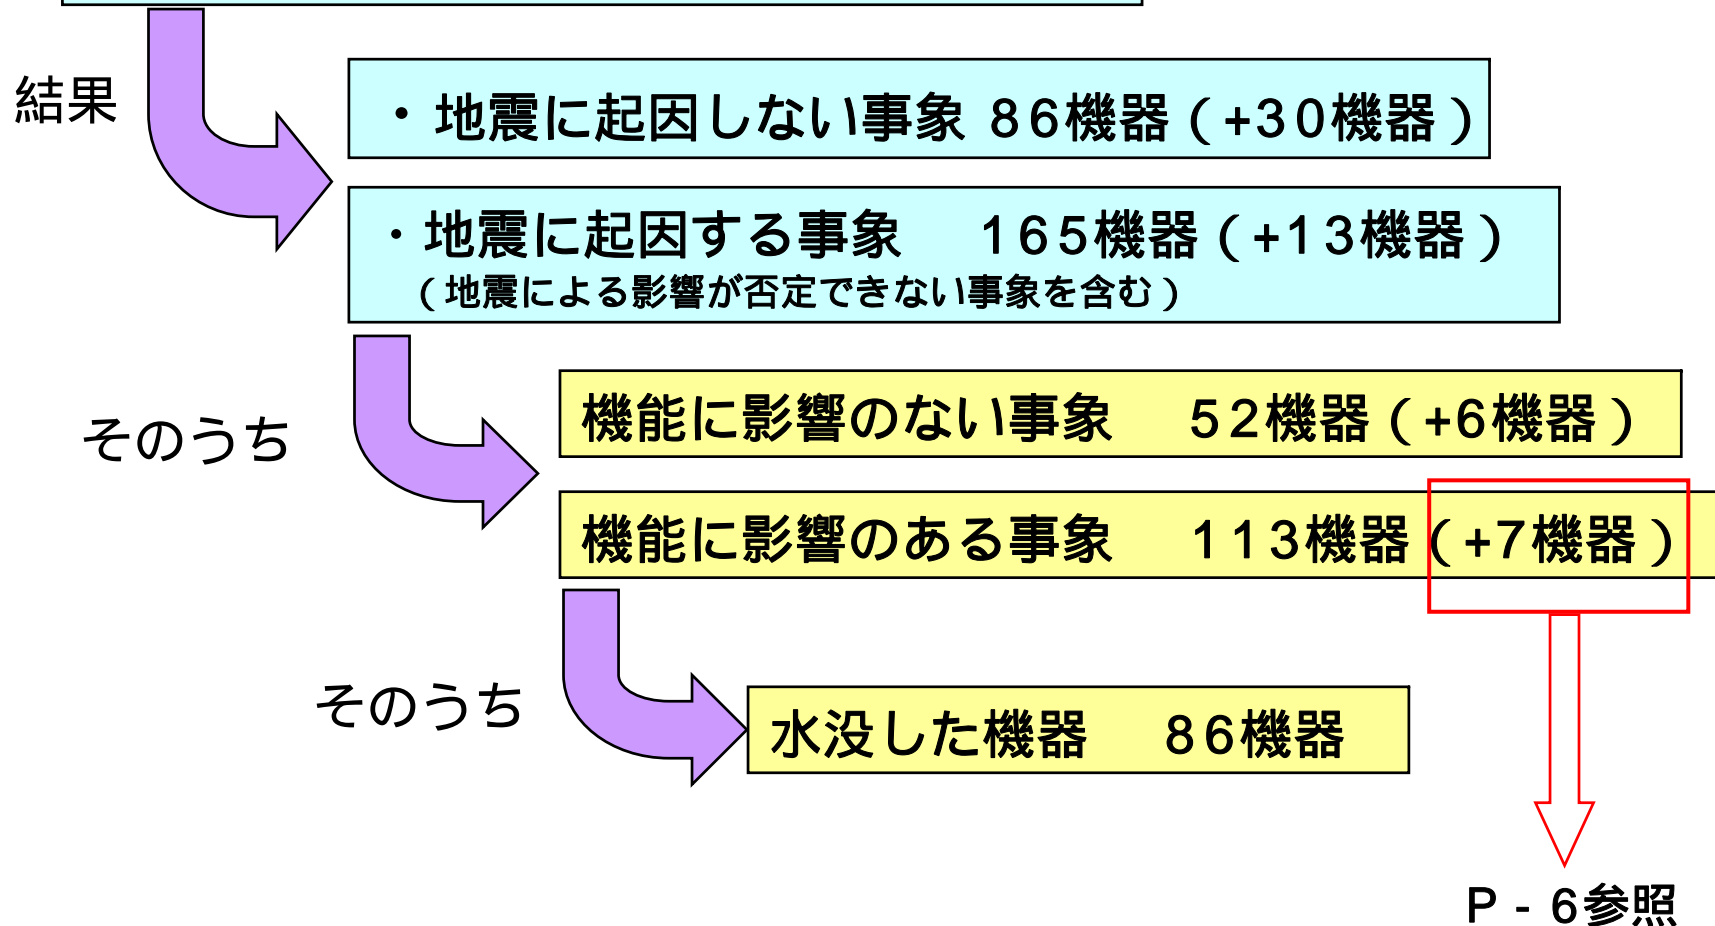 結果
・地震に起因しない事象 86機器（+30機器）
・地震に起因する事象　165機器（+13機器）
（地震による影響が否定できない事象を含む）
そのうち
機能に影響のない事象　52機器（+6機器）
機能に影響のある事象　113機器（+7機器）
そのうち
水没した機器　86機器
P - 6参照